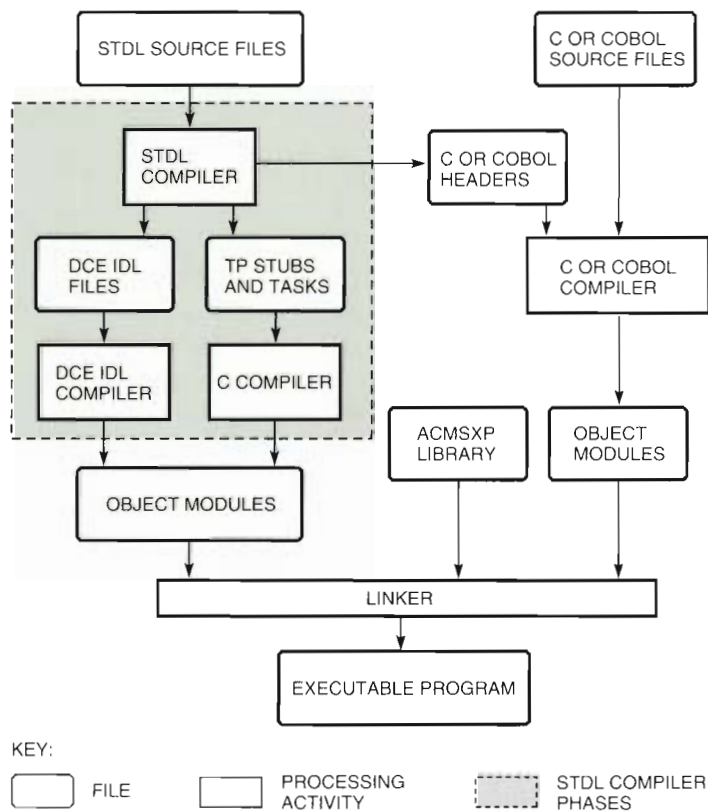 STDL SOURCE FILES
C OR COBOL
SOURCE FILES
STDL
COMPILER
C OR COBOL
HEADERS
DCE IDL
FILES
TP STUBS
AND TASKS
C OR COBOL
COMPILER
DCE IDL
COMPILER
C COMPILER
ACMSXP
LIBRARY
OBJECT
MODULES
OBJECT MODULES
LINKER
EXECUTABLE PROGRAM
KEY:
FILE
PROCESSING
ACTIVITY
STDL COMPILER
PHASES